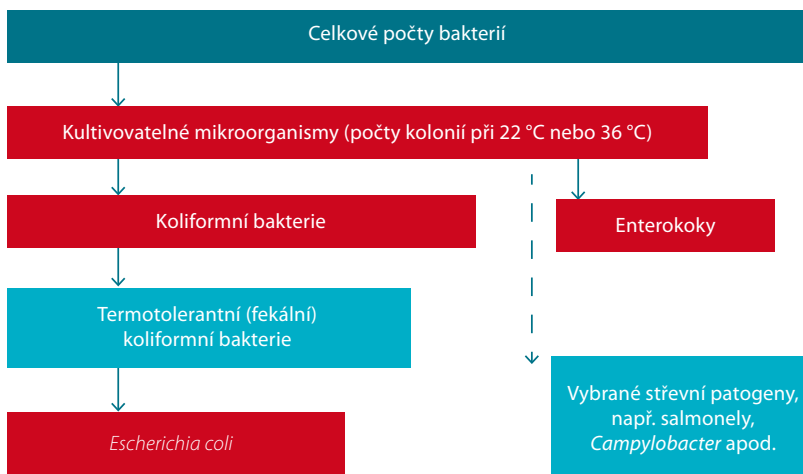 Celkové počty bakterií
Kultivovatelné mikroorganismy (počty kolonií při 22 °C nebo 36 °C)
Koliformní bakterie
Enterokoky
Termotolerantní (fekální)
koliformní bakterie
Vybrané střevní patogeny,
např. salmonely,
Campylobacter apod.
Escherichia coli